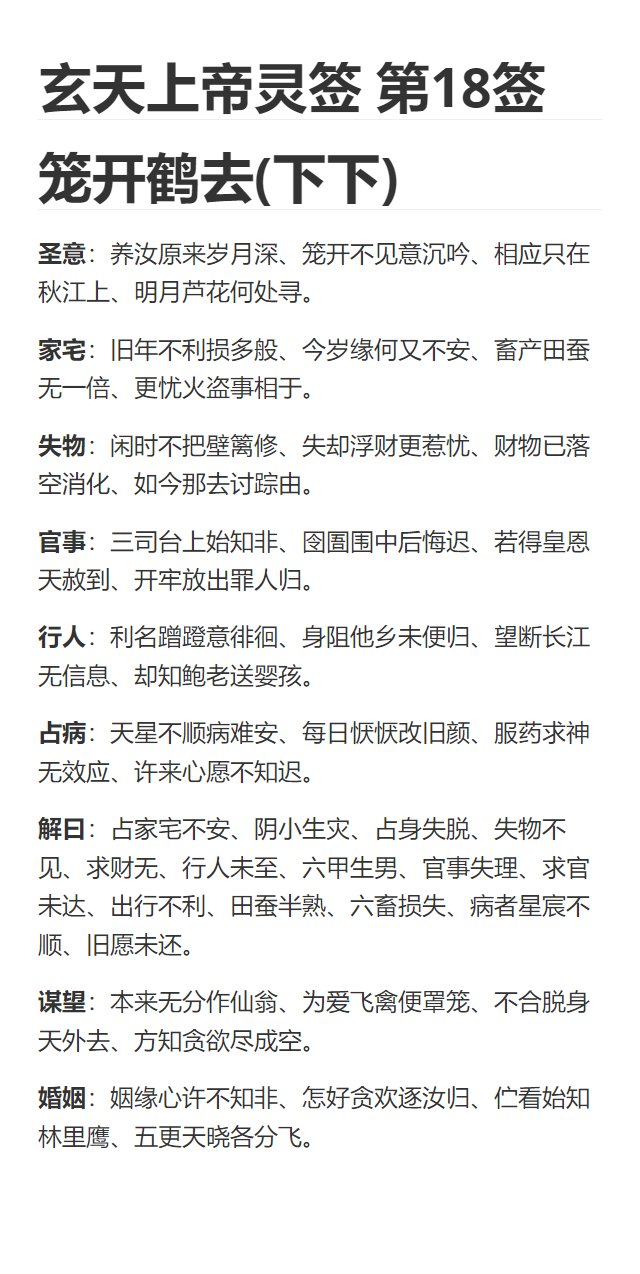 玄天上帝灵签 第18签
笼开鹤去(下下)
圣意：养汝原来岁月深、笼开不见意沉吟、相应只在
秋江上、明月芦花何处寻。
家宅：旧年不利损多般、今岁缘何又不安、畜产田蚕
无一倍、更忧火盗事相于。
失物：闲时不把壁篱修、失却浮财更惹忧、财物已落
空消化、如今那去讨踪由。
官事：三司台上始知非、囹圄围中后悔迟、若得皇恩
天赦到、开牢放出罪人归。
行人：利名蹭蹬意徘徊、身阻他乡未便归、望断长江
无信息、却知鲍老送婴孩。
占病：天星不顺病难安、每日恹恹改旧颜、服药求神
无效应、许来心愿不知迟。
解曰：占家宅不安、阴小生灾、占身失脱、失物不
见、求财无、行人未至、六甲生男、官事失理、求官
未达、出行不利、田蚕半熟、六畜损失、病者星宸不
顺、旧愿未还。
谋望：本来无分作仙翁、为爱飞禽便罩笼、不合脱身
天外去、方知贪欲尽成空。
婚姻：姻缘心许不知非、怎好贪欢逐汝归、伫看始知
林里鹰、五更天晓各分飞。